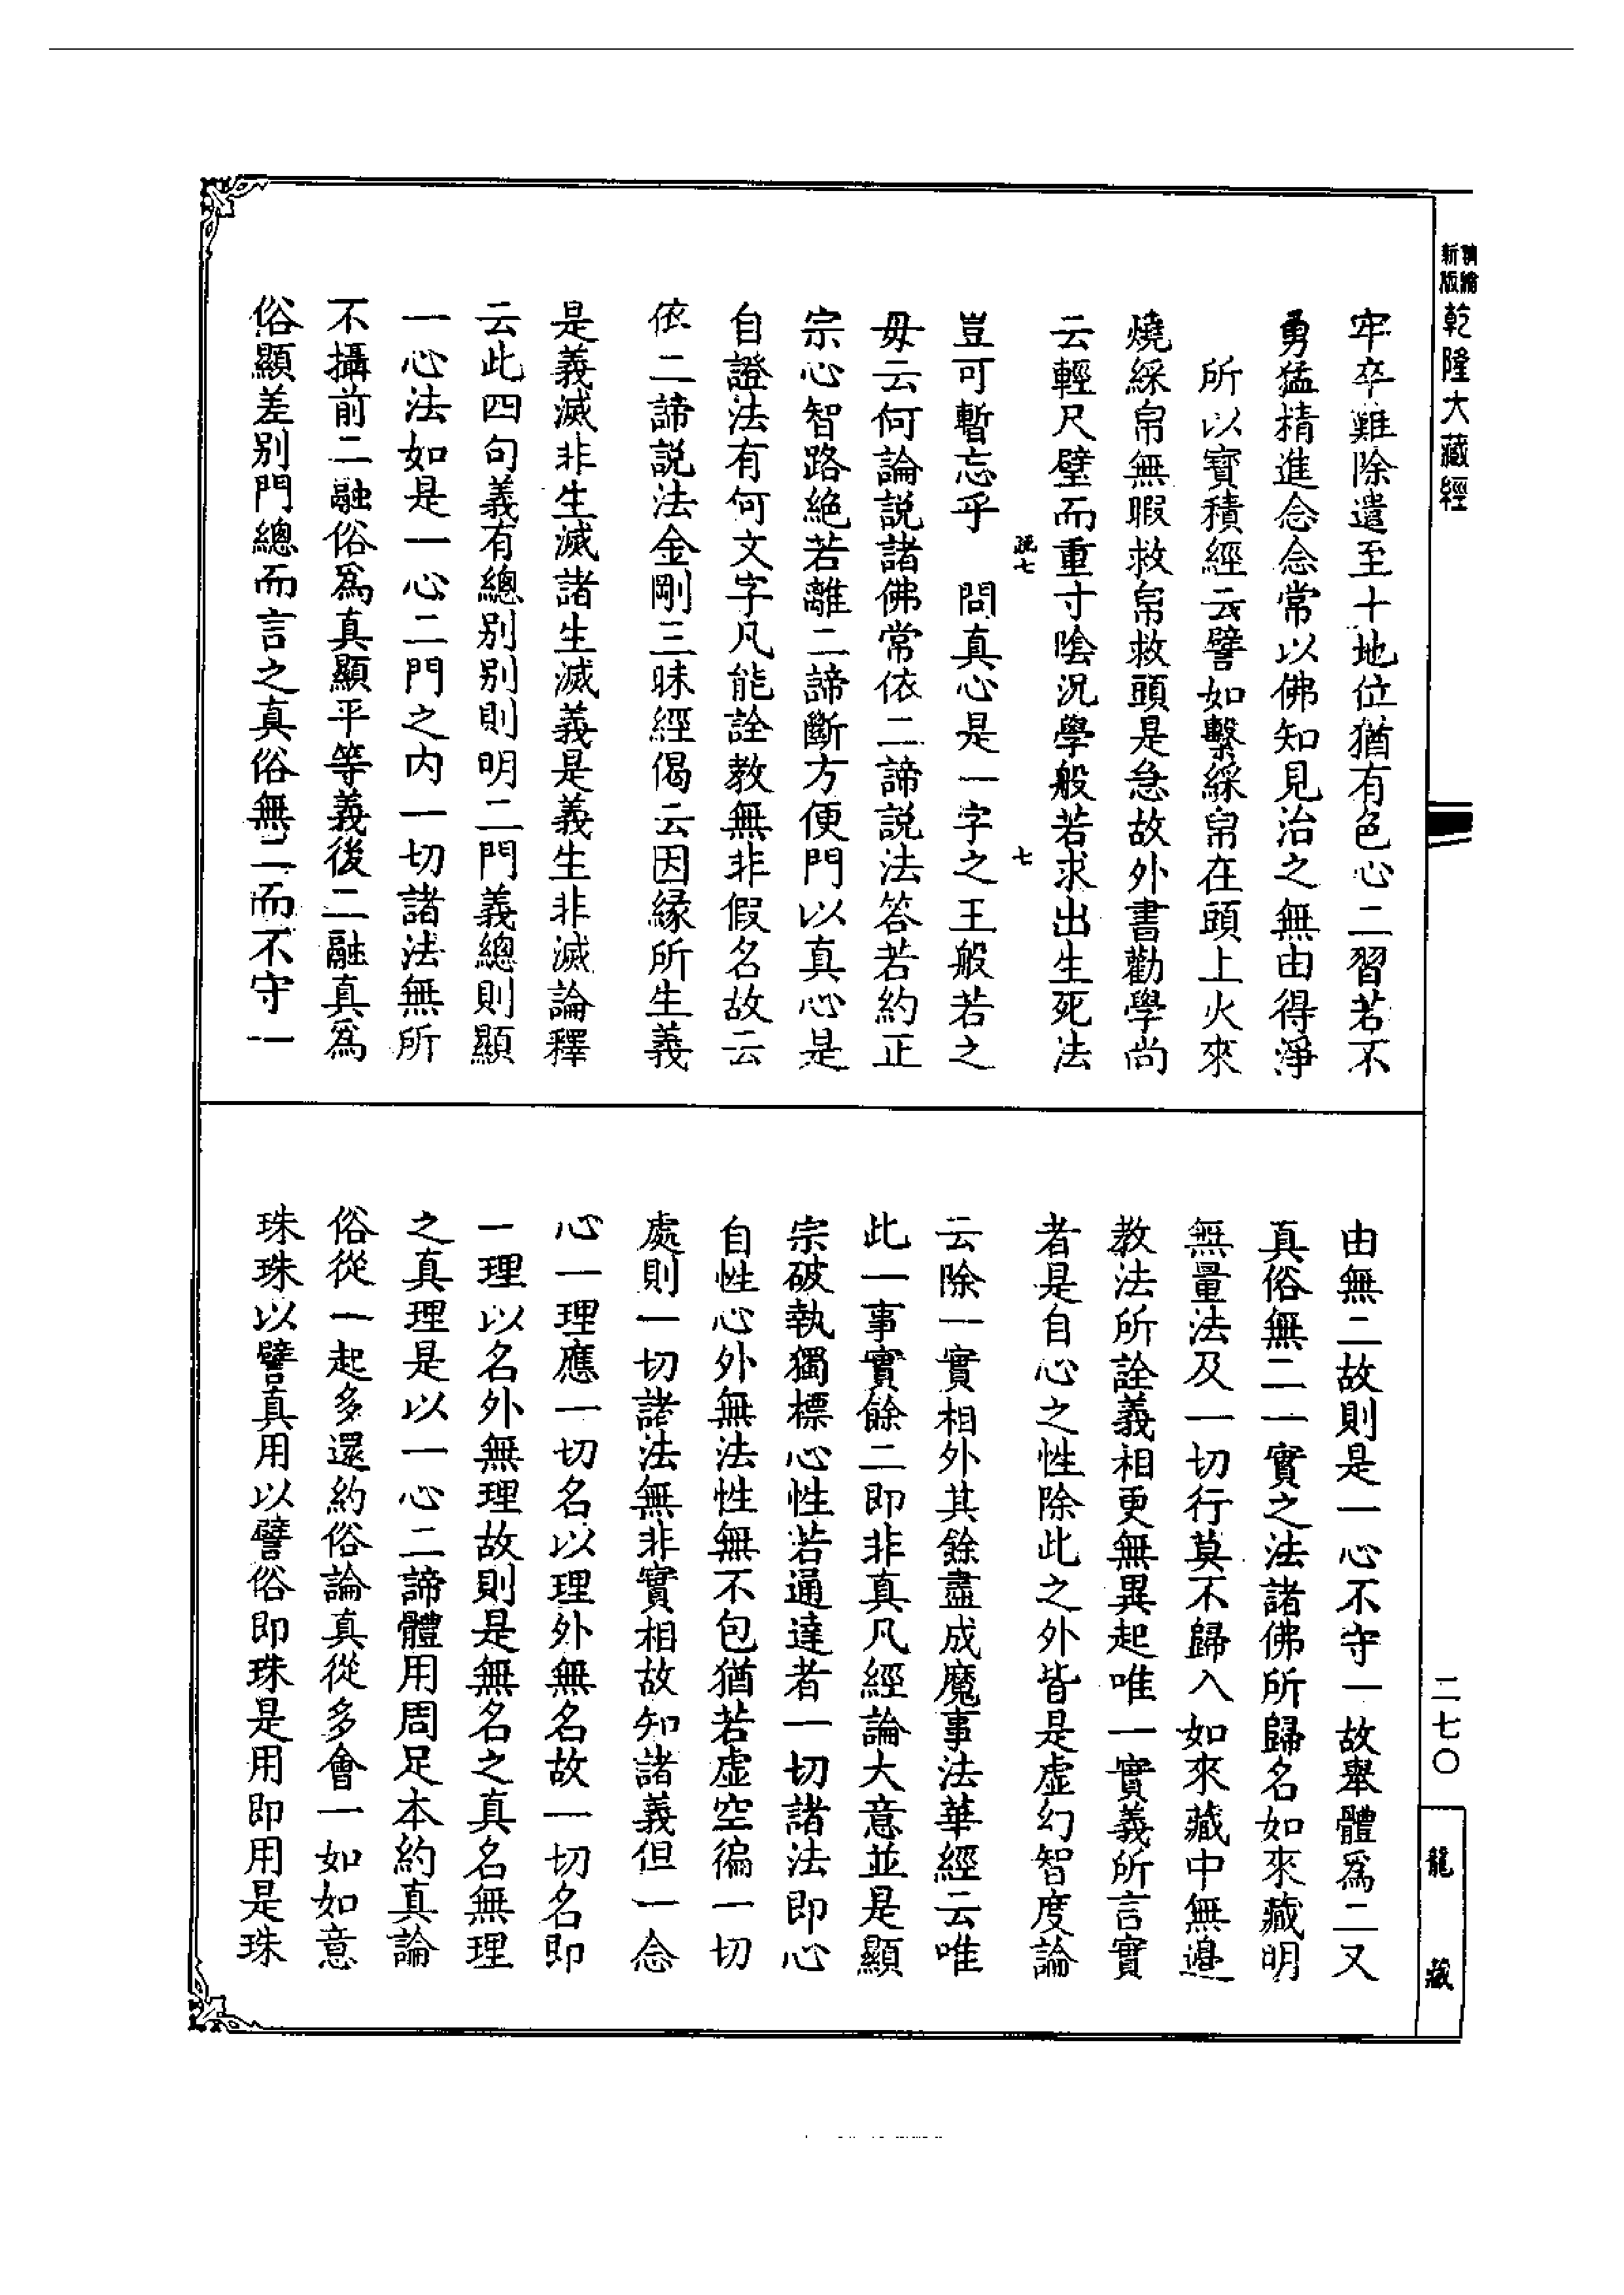 新版
精繪
乾隆大藏經
牢卒難除遣至十地位猶有色心二習若不
勇猛精進念念常以佛知見治之無由得淨
所以寶積經云譬如繫綵帛在頭上火來
燒綵帛無暇救帛救頭是急故外書勸學尚
云輕尺璧而重寸陰況學般若求出生死法
七
豈可暫忘乎　問真心是一字之王般若之
母云何論説諸佛常依二諦説法答若約正
宗心智路絶若離二諦斷方便門以真心是
自證法有何文字凡能詮教無非假名故云
依二諦説法金剛三昧經偈云因緣所生義
是義滅非生滅諸生滅義是義生非滅論釋
云此四句義有總别别則明二門義總則顯
一心法如是一心二門之内一切諸法無所
不攝前二融俗爲真顯平等義後二融真爲
俗顯差别門總而言之真俗無二而不守一
由無二故則是一心不守一故舉體爲二又
真俗無二一實之法諸佛所歸名如來藏明
無量法及一切行莫不歸入如來藏中無邊
教法所詮義相更無異起唯一實義所言實
者是自心之性除此之外皆是虚幻智度論
云除一實相外其餘盡成魔事法華經云唯
此一事實餘二即非真凡經論大意並是顯
宗破執獨標心性若通達者一切諸法即心
自性心外無法性無不包猶若虚空徧一切
處則一切諸法無非實相故知諸義但一念
心一理應一切名以理外無名故一切名即
一理以名外無理故則是無名之真名無理
之真理是以一心二諦體用周足本約真論
俗從一起多還約俗論真從多會一如如意
珠珠以譬真用以譬俗即珠是用即用是珠
二七〇
龍藏